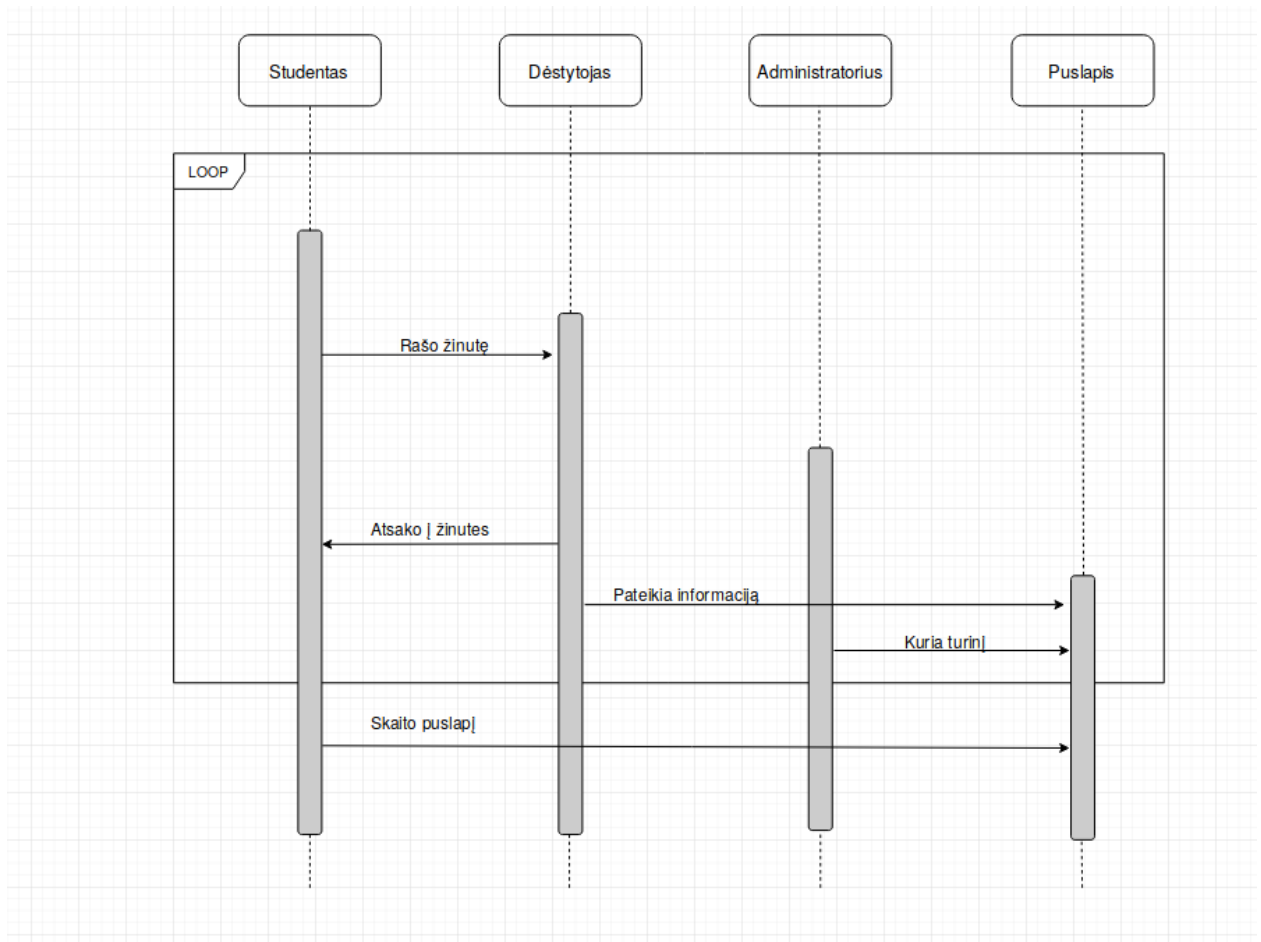 Studentas
Dėstytojas
Administratorius
Puslapis
LOOP
Rašo žinutę
Atsako į žinutes
Pateikia informaciją
Kuria turinį
Skaito puslapį